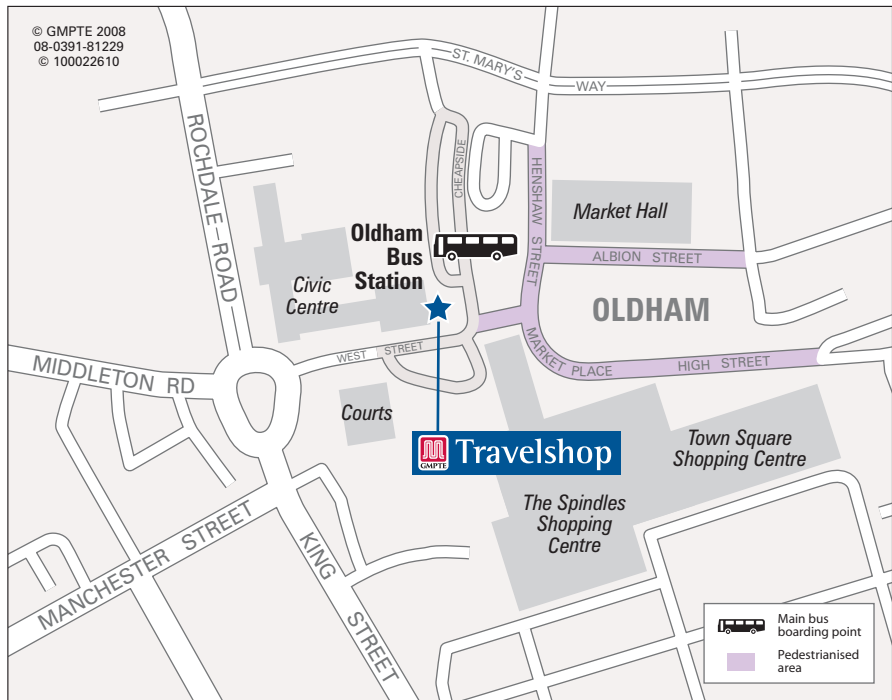 © GMPTE 2008
08-0391-81229
© 100022610
ST. MARY'S
WAY
ROCHDALE ROAD
CHEAPSIDE
HENSHAW STREET
Market Hall
Oldham
Bus
Station
ALBION STREET
Civic
Centre
OLDHAM
WEST STREET
MARKET PLACE
HIGH STREET
MIDDLETON RD
Courts
GMPTE
Travelshop
Town Square
Shopping Centre
The Spindles
Shopping
Centre
MANCHESTER STREET
KING STREET
Main bus
boarding point
Pedestrianised
area